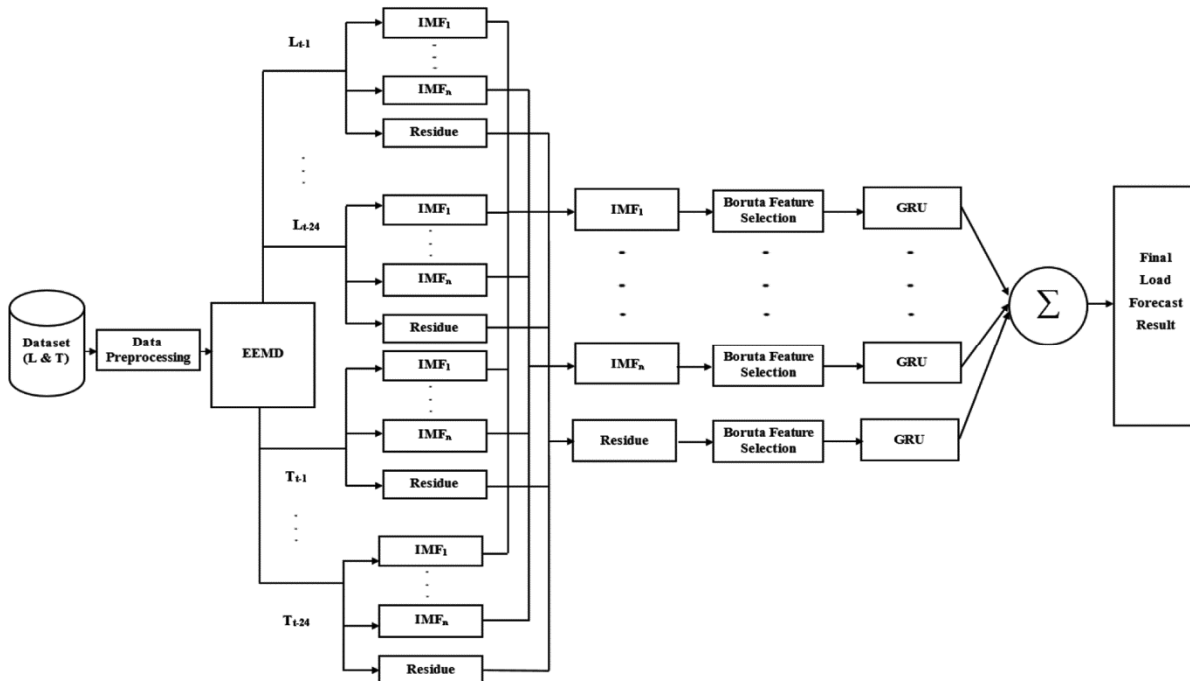 Dataset
(L & T)
Data
Preprocessing
EEMD
Lt-1
IMF1
IMFn
Residue
Lt-24
IMF1
IMFn
Residue
Tt-1
IMF1
IMFn
Residue
Tt-24
IMF1
IMFn
Residue
IMF1
Boruta Feature
Selection
GRU
IMFn
Boruta Feature
Selection
GRU
Residue
Boruta Feature
Selection
GRU
Σ
Final
Load
Forecast
Result